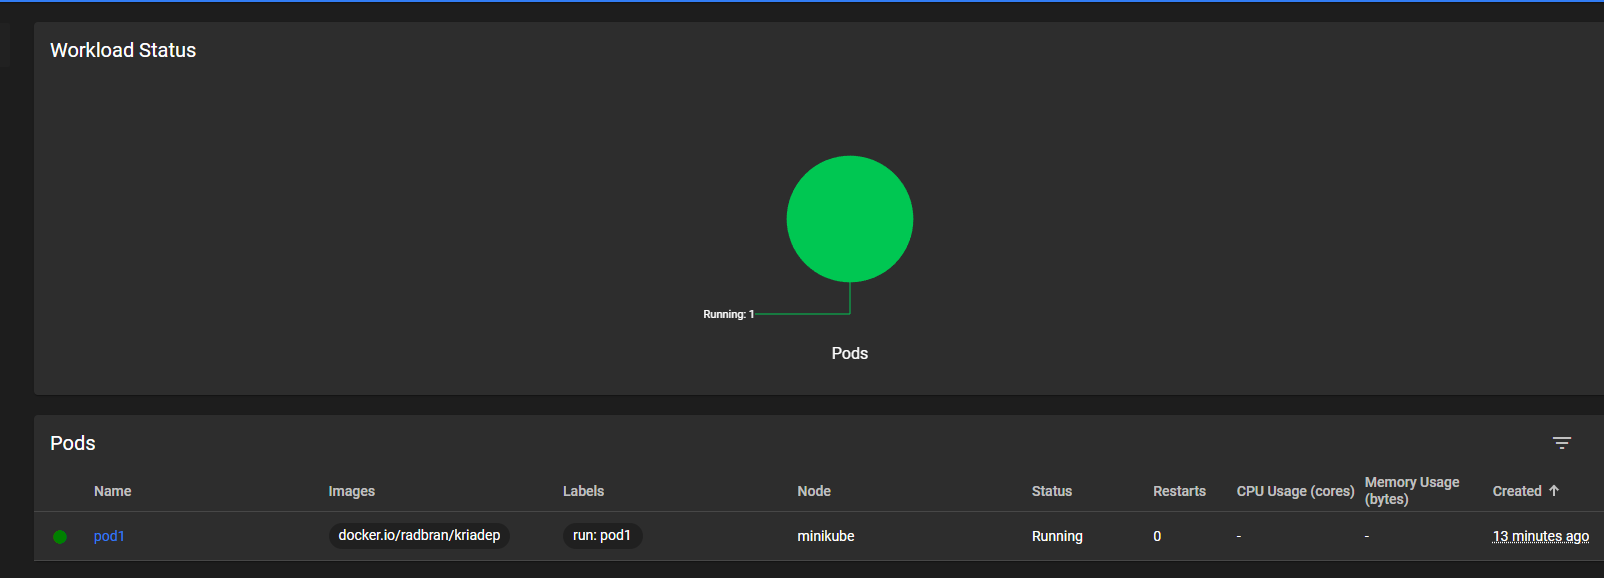 Workload Status
Running: 1
Pods
Pods
Name Images Labels Node Status Restarts CPU Usage (cores) Memory Usage (bytes) Created
pod1 docker.io/radbran/kriadep run: pod1 minikube Running 0 - - 13 minutes ago